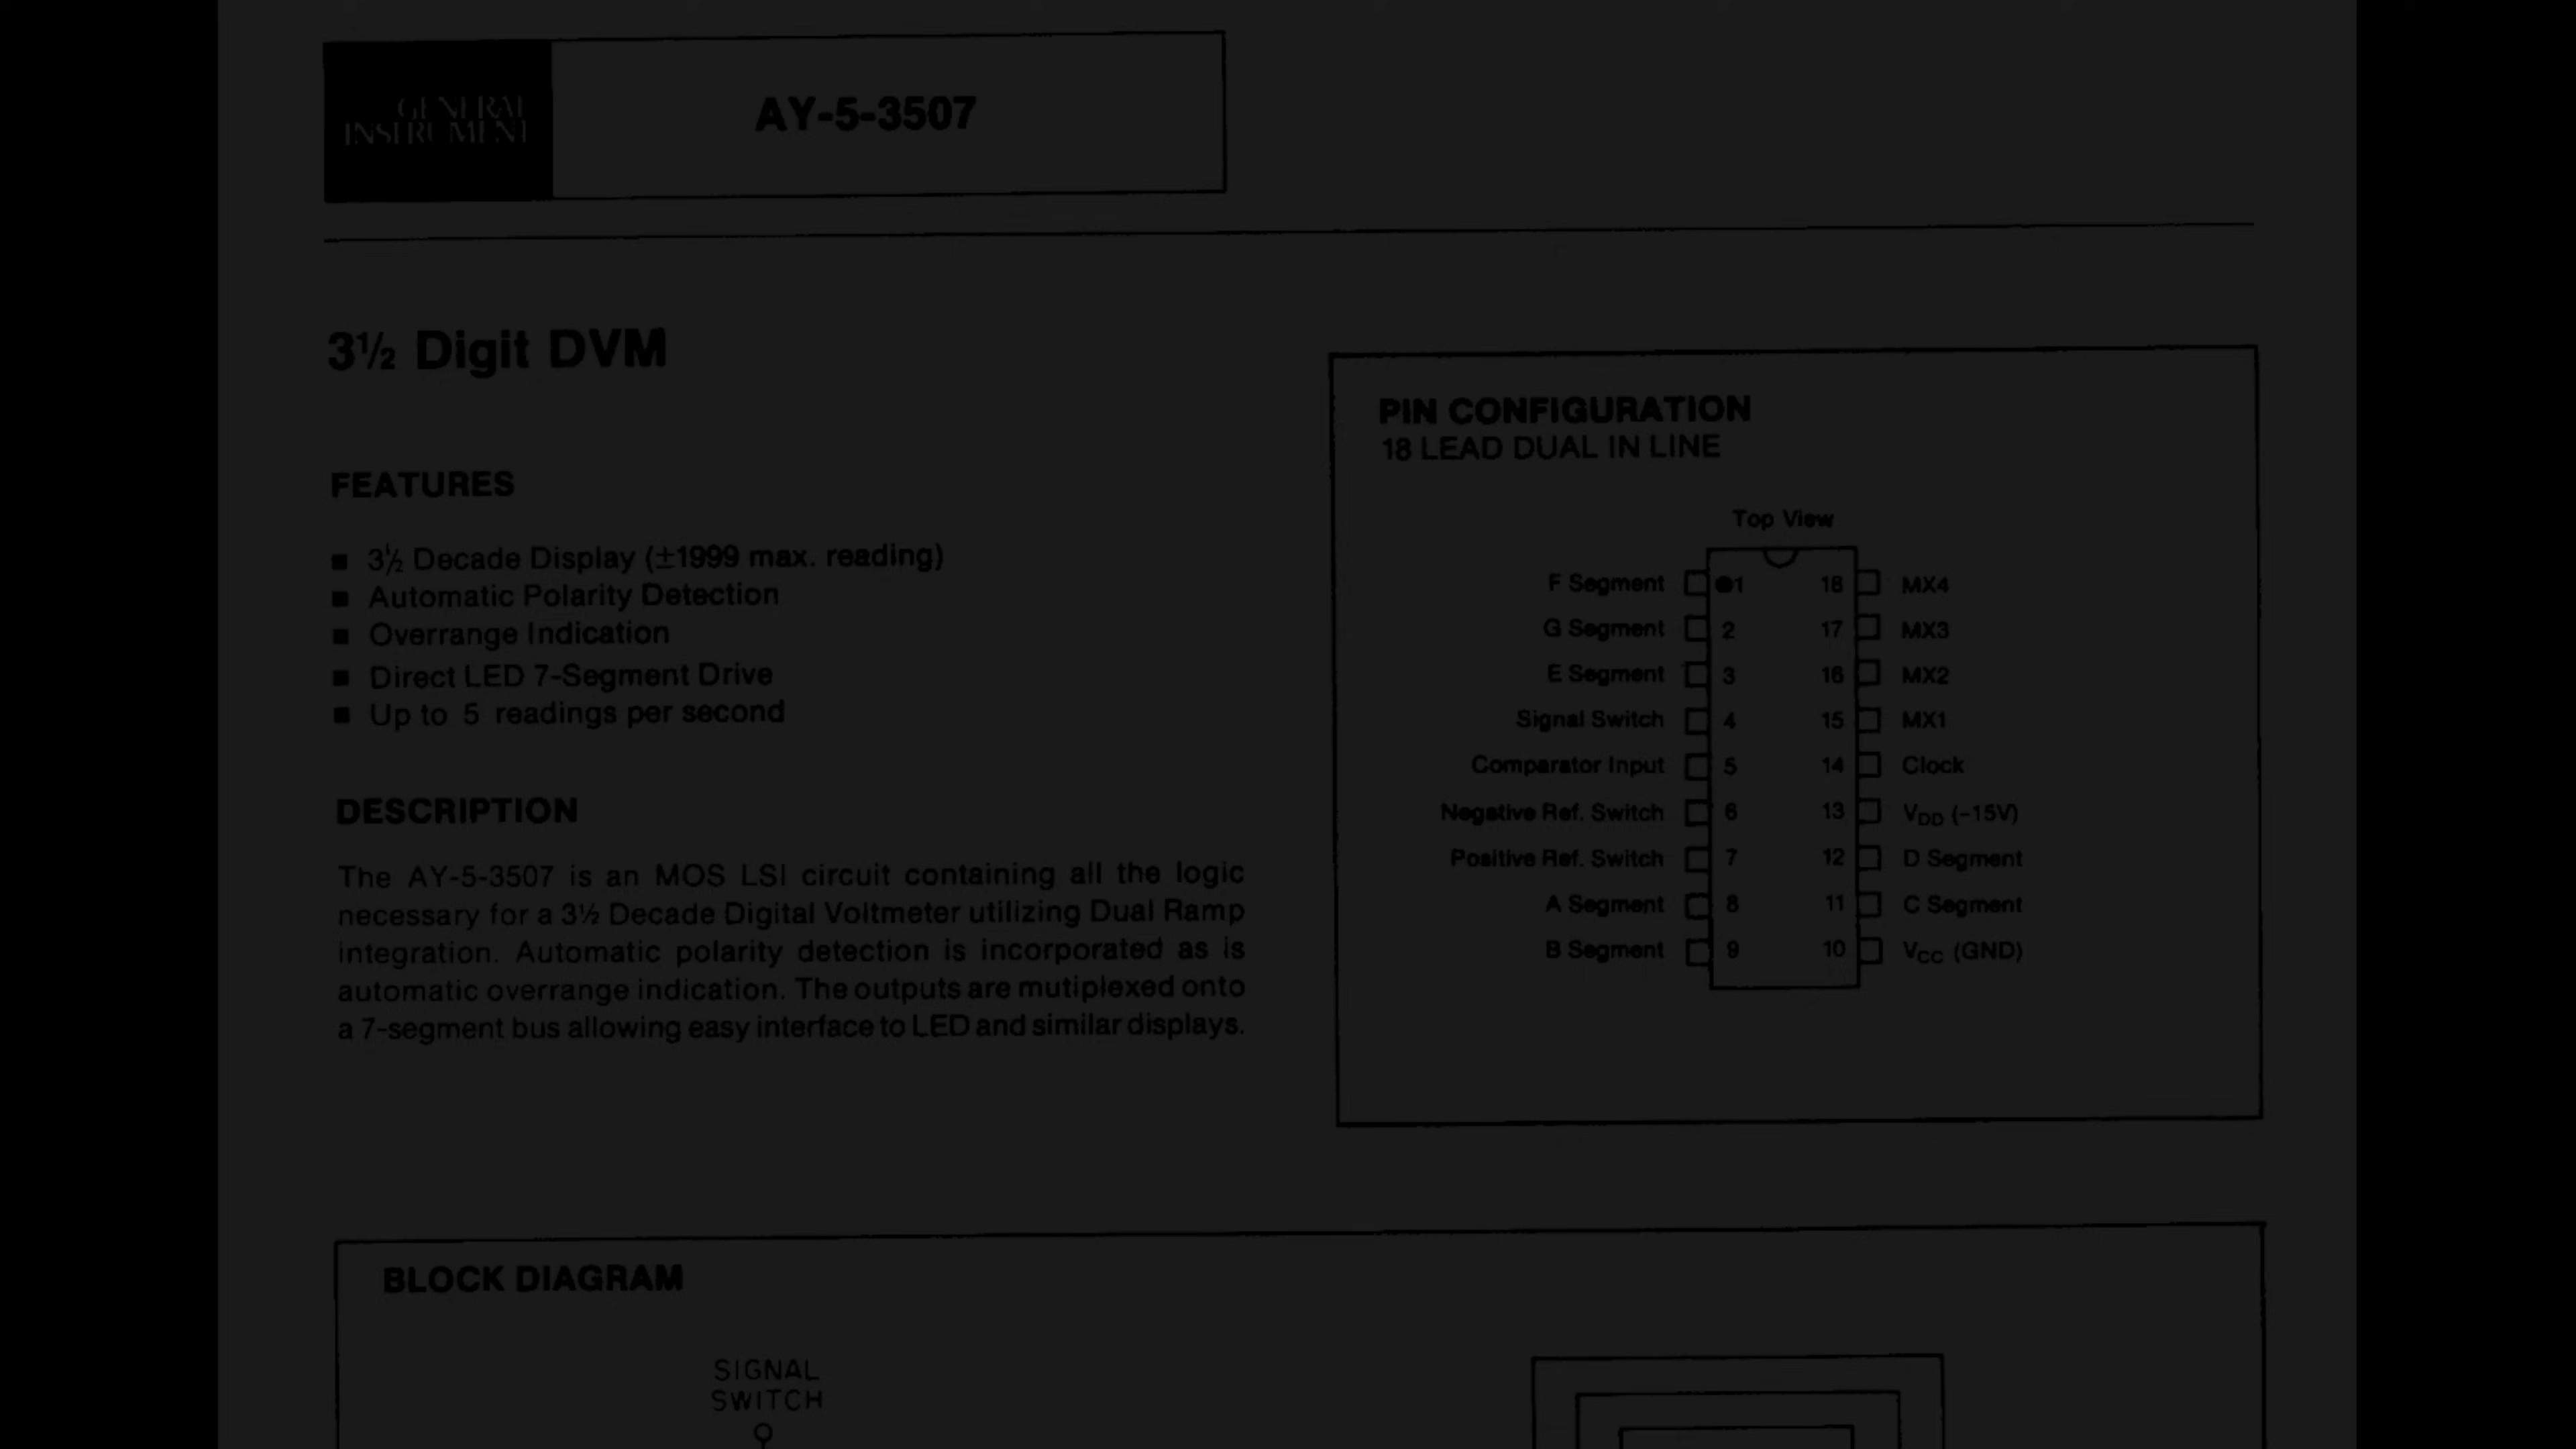 GENERAL
INSTRUMENT
AY-5-3507
3½ Digit DVM
FEATURES
■ 3½ Decade Display (±1999 max. reading)
■ Automatic Polarity Detection
■ Overrange Indication
■ Direct LED 7-Segment Drive
■ Up to 5 readings per second
DESCRIPTION
The AY-5-3507 is an MOS LSI circuit containing all the logic
necessary for a 3½ Decade Digital Voltmeter utilizing Dual Ramp
integration. Automatic polarity detection is incorporated as is
automatic overrange indication. The outputs are mutiplexed onto
a 7-segment bus allowing easy interface to LED and similar displays.
PIN CONFIGURATION
18 LEAD DUAL IN LINE
Top View
F Segment 1 18 MX4
G Segment 2 17 MX3
E Segment 3 16 MX2
Signal Switch 4 15 MX1
Comparator Input 5 14 Clock
Negative Ref. Switch 6 13 VDD (-15V)
Positive Ref. Switch 7 12 D Segment
A Segment 8 11 C Segment
B Segment 9 10 VCC (GND)
BLOCK DIAGRAM
SIGNAL
SWITCH